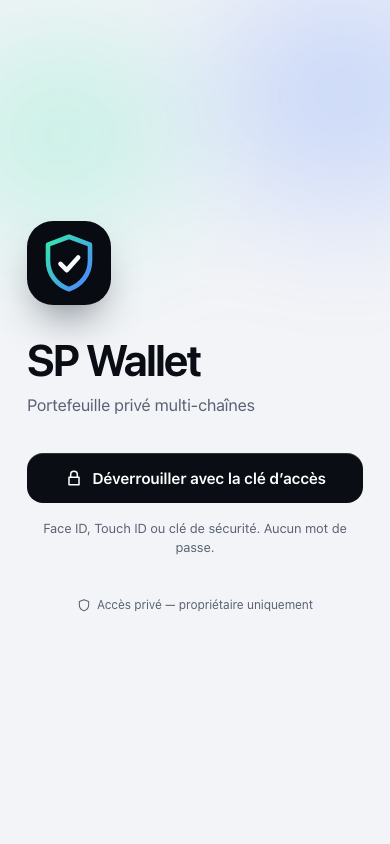 SP Wallet
Portefeuille privé multi-chaînes
Déverrouiller avec la clé d’accès
Face ID, Touch ID ou clé de sécurité. Aucun mot de
passe.
Accès privé — propriétaire uniquement